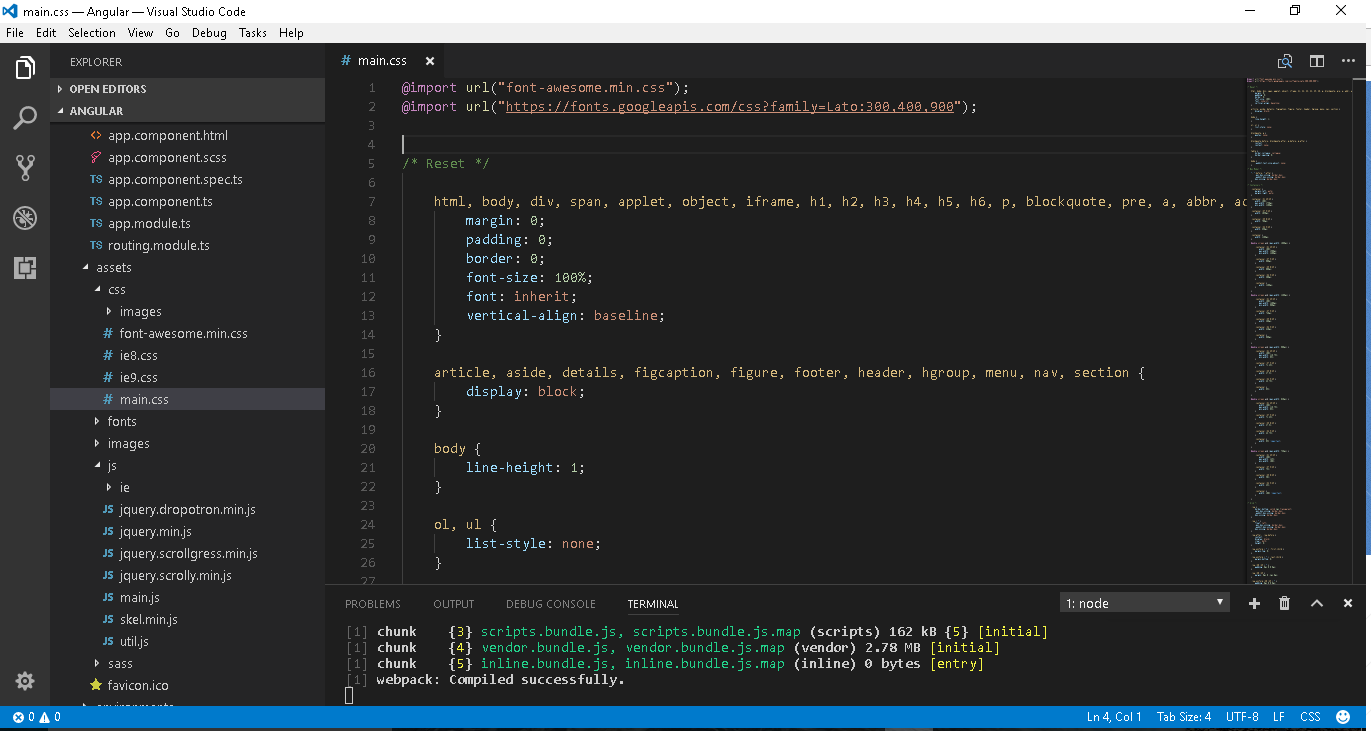 main.css — Angular — Visual Studio Code
File Edit Selection View Go Debug Tasks Help
EXPLORER
OPEN EDITORS
ANGULAR
app.component.html
app.component.scss
TS app.component.spec.ts
TS app.component.ts
TS app.module.ts
TS routing.module.ts
assets
css
images
# font-awesome.min.css
# ie8.css
# ie9.css
# main.css
fonts
images
js
ie
JS jquery.dropotron.min.js
JS jquery.min.js
JS jquery.scrollgress.min.js
JS jquery.scrolly.min.js
JS main.js
JS skel.min.js
JS util.js
sass
favicon.ico
# main.css
1 @import url("font-awesome.min.css");
2 @import url("https://fonts.googleapis.com/css?family=Lato:300,400,900");
3
4
5 /* Reset */
6
7 html, body, div, span, applet, object, iframe, h1, h2, h3, h4, h5, h6, p, blockquote, pre, a, abbr, ac
8 margin: 0;
9 padding: 0;
10 border: 0;
11 font-size: 100%;
12 font: inherit;
13 vertical-align: baseline;
14 }
15
16 article, aside, details, figcaption, figure, footer, header, hgroup, menu, nav, section {
17 display: block;
18 }
19
20 body {
21 line-height: 1;
22 }
23
24 ol, ul {
25 list-style: none;
26 }
27
PROBLEMS OUTPUT DEBUG CONSOLE TERMINAL
1: node
[1] chunk {3} scripts.bundle.js, scripts.bundle.js.map (scripts) 162 kB {5} [initial]
[1] chunk {4} vendor.bundle.js, vendor.bundle.js.map (vendor) 2.78 MB [initial]
[1] chunk {5} inline.bundle.js, inline.bundle.js.map (inline) 0 bytes [entry]
[1] webpack: Compiled successfully.
0 0
Ln 4, Col 1 Tab Size: 4 UTF-8 LF CSS